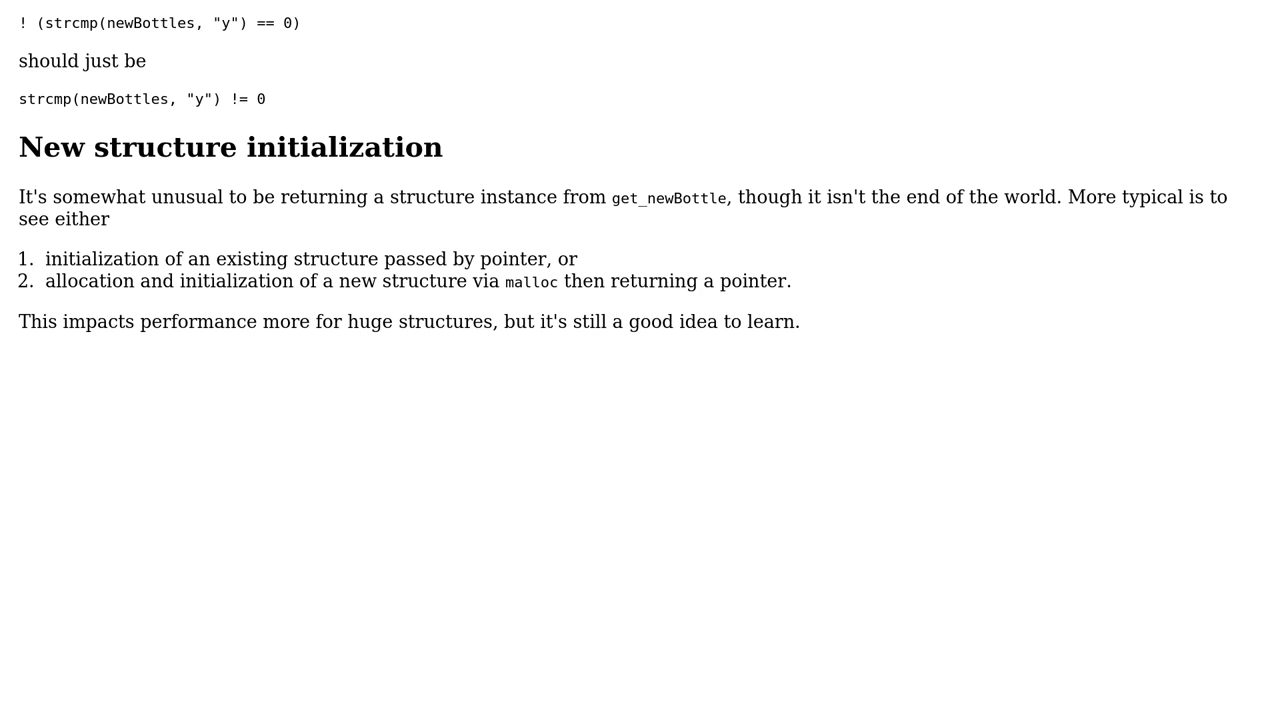 ! (strcmp(newBottles, "y") == 0)
should just be
strcmp(newBottles, "y") != 0
New structure initialization
It's somewhat unusual to be returning a structure instance from get_newBottle, though it isn't the end of the world. More typical is to
see either
1. initialization of an existing structure passed by pointer, or
2. allocation and initialization of a new structure via malloc then returning a pointer.
This impacts performance more for huge structures, but it's still a good idea to learn.